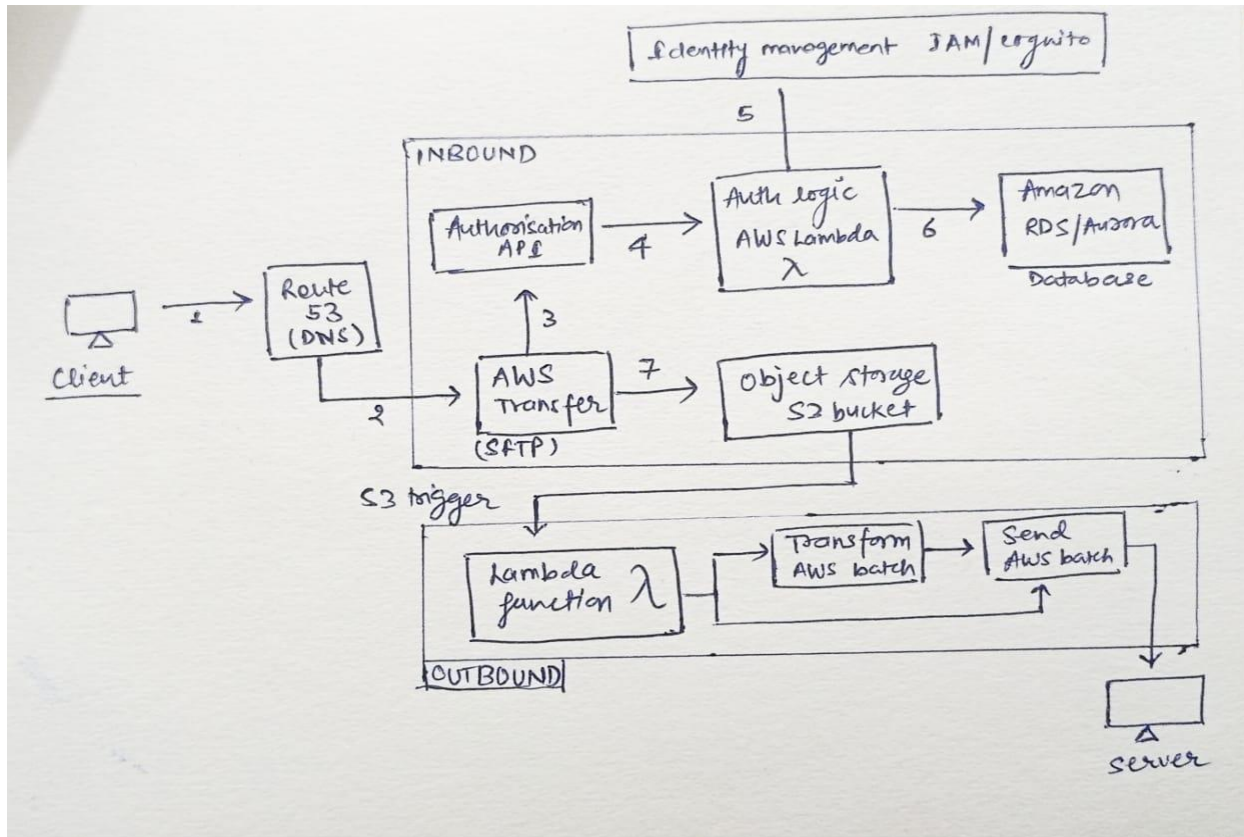 Identity management IAM/cognito
5
INBOUND
Authorisation
API
4
Auth logic
AWS Lambda
λ
6
Amazon
RDS/Aurora
Database
Client
1
Route
53
(DNS)
2
3
AWS
Transfer
(SFTP)
7
Object storage
S3 bucket
S3 trigger
Lambda
function λ
Transform
AWS batch
Send
AWS batch
OUTBOUND
Server